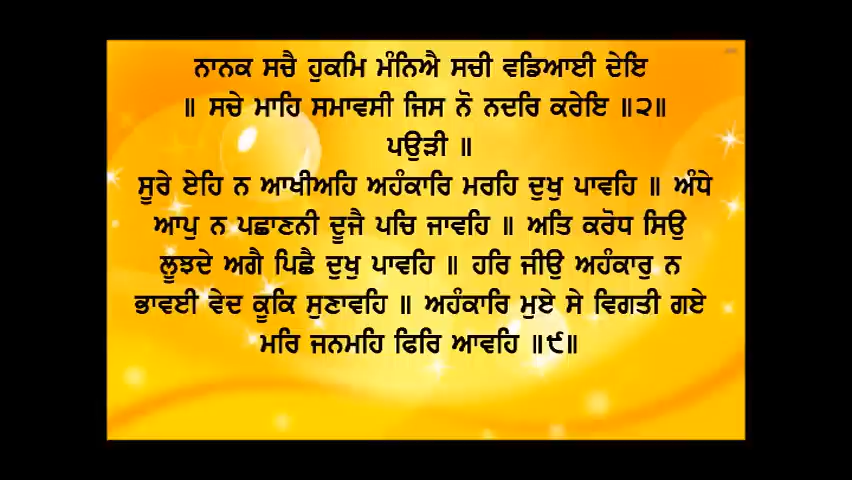 ਨਾਨਕ ਸਚੈ ਹੁਕਮਿ ਮੰਨਿਐ ਸਚੀ ਵਡਿਆਈ ਦੇਇ
॥ ਸਚੇ ਮਾਹਿ ਸਮਾਵਸੀ ਜਿਸ ਨੋ ਨਦਰਿ ਕਰੇਇ ॥੨॥
ਪਉੜੀ ॥
ਸੂਰੇ ਏਹਿ ਨ ਆਖੀਅਹਿ ਅਹੰਕਾਰਿ ਮਰਹਿ ਦੁਖੁ ਪਾਵਹਿ ॥ ਅੰਧੇ
ਆਪੁ ਨ ਪਛਾਣਨੀ ਦੂਜੈ ਪਚਿ ਜਾਵਹਿ ॥ ਅਤਿ ਕਰੋਧ ਸਿਉ
ਲੂਝਦੇ ਅਗੈ ਪਿਛੈ ਦੁਖੁ ਪਾਵਹਿ ॥ ਹਰਿ ਜੀਉ ਅਹੰਕਾਰੁ ਨ
ਭਾਵਈ ਵੇਦ ਕੂਕਿ ਸੁਣਾਵਹਿ ॥ ਅਹੰਕਾਰਿ ਮੁਏ ਸੇ ਵਿਗਤੀ ਗਏ
ਮਰਿ ਜਨਮਹਿ ਫਿਰਿ ਆਵਹਿ ॥੯॥